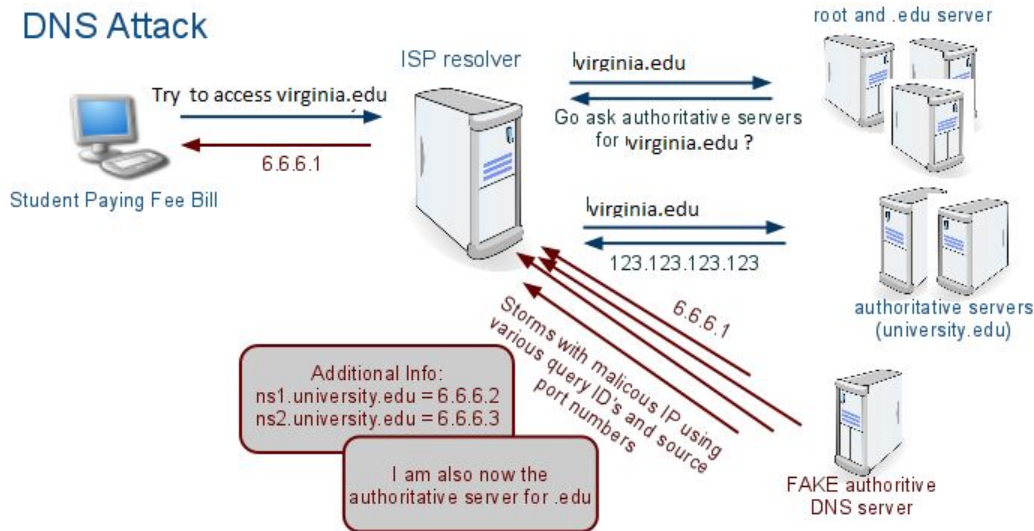 DNS Attack
root and .edu server
ISP resolver
virginia.edu
Try to access virginia.edu
Go ask authoritative servers
for virginia.edu ?
6.6.6.1
Student Paying Fee Bill
virginia.edu
123.123.123.123
authoritative servers
(university.edu)
6.6.6.1
Storms with malicous IP using
various query ID's and source
port numbers
Additional Info:
ns1.university.edu = 6.6.6.2
ns2.university.edu = 6.6.6.3
I am also now the
authoritative server for .edu
FAKE authoritive
DNS server